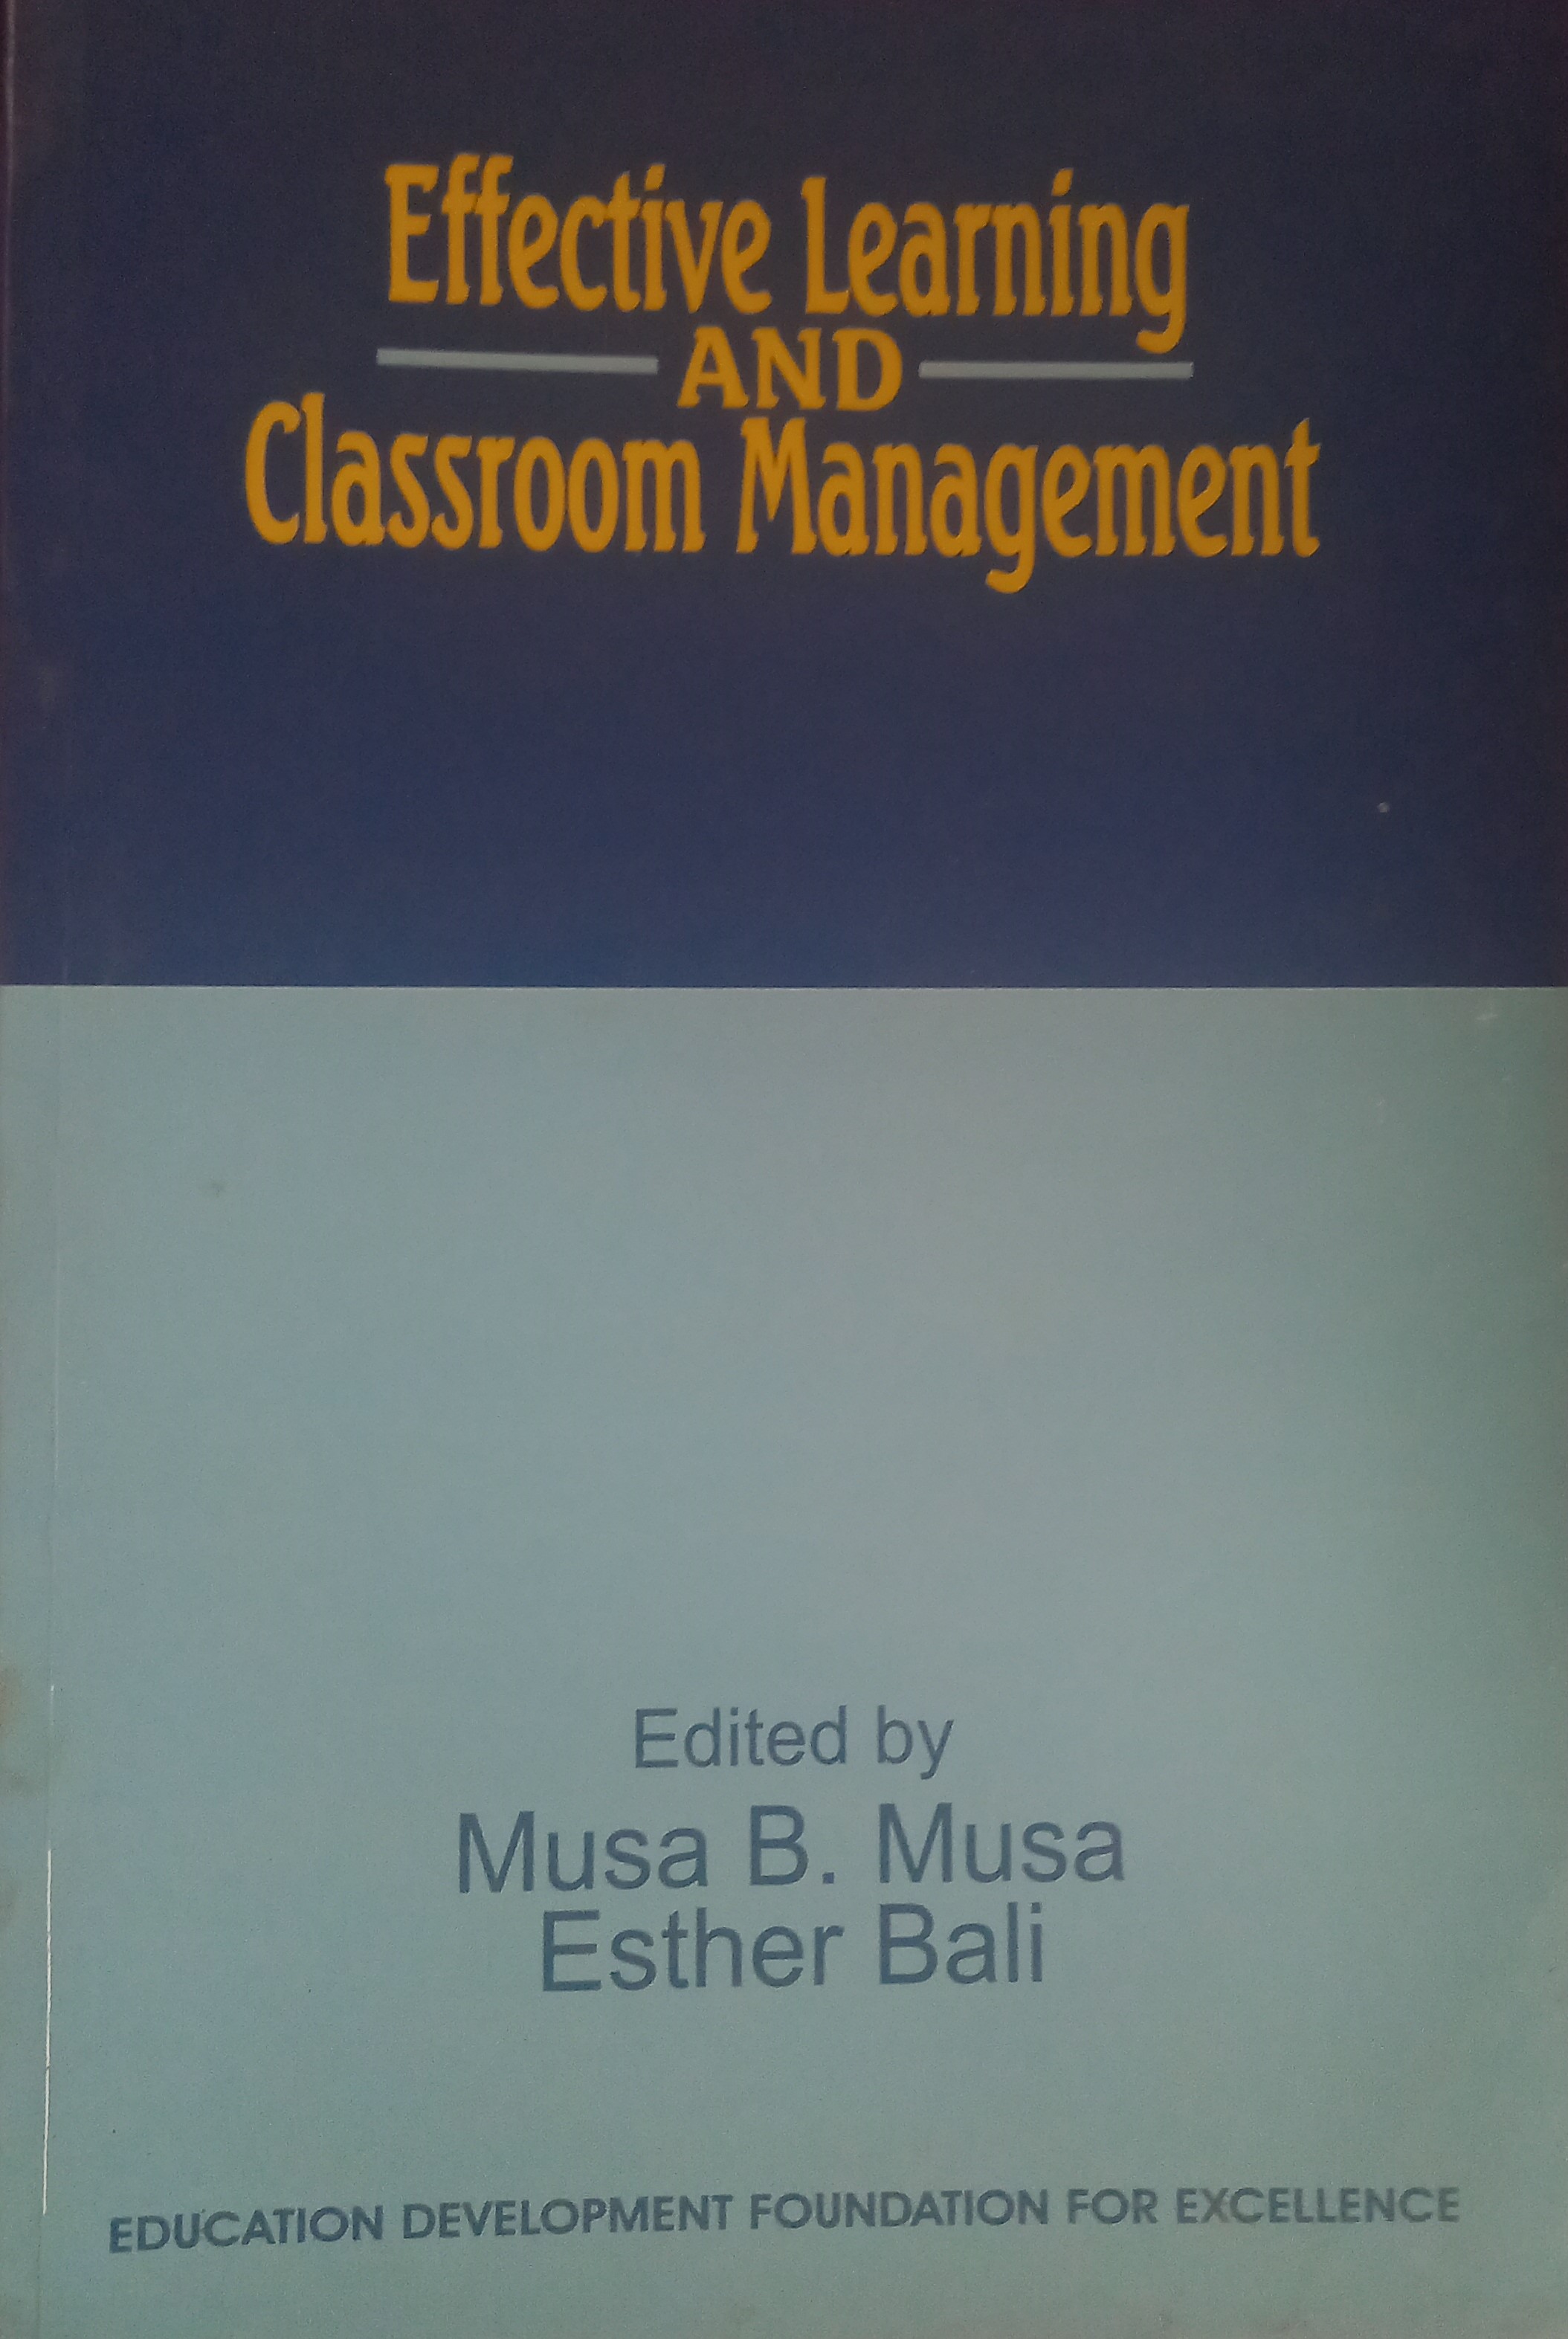 Effective Learning
AND
Classroom Management
Edited by
Musa B. Musa
Esther Bali
EDUCATION DEVELOPMENT FOUNDATION FOR EXCELLENCE